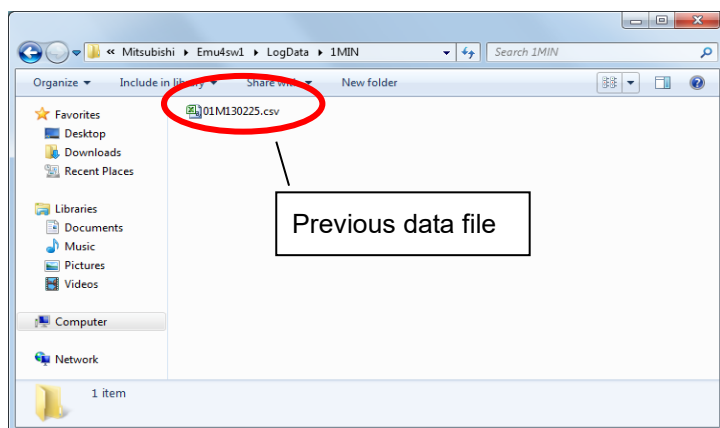 « Mitsubishi ▸ Emu4sw1 ▸ LogData ▸ 1MIN
Search 1MIN
Organize ▾ Include in library ▾ Share with ▾ New folder
Favorites
Desktop
Downloads
Recent Places
Libraries
Documents
Music
Pictures
Videos
Computer
Network
01M130225.csv
Previous data file
1 item